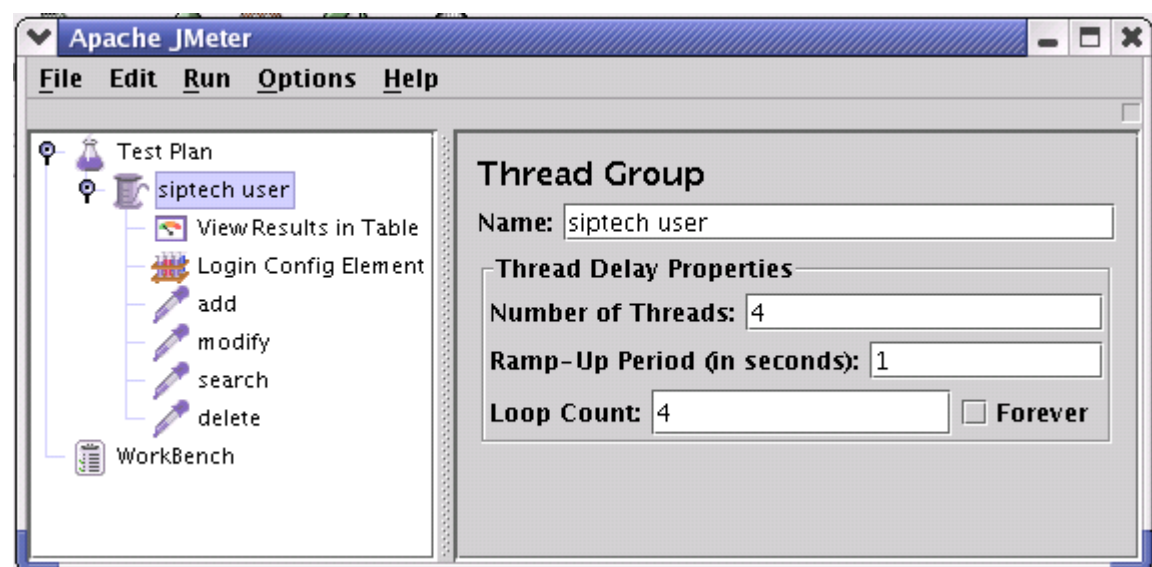 Apache JMeter
File Edit Run Options Help
Test Plan
siptech user
View Results in Table
Login Config Element
add
modify
search
delete
WorkBench
Thread Group
Name: siptech user
Thread Delay Properties
Number of Threads: 4
Ramp-Up Period (in seconds): 1
Loop Count: 4 Forever